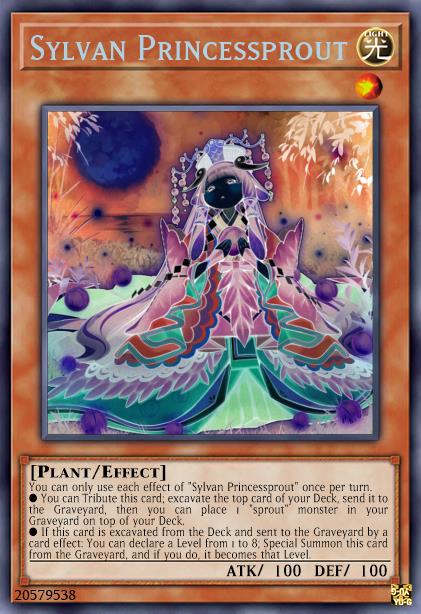 SYLVAN PRINCESSPROUT
LIGHT
光
[PLANT/EFFECT]
You can only use each effect of "Sylvan Princessprout" once per turn.
● You can Tribute this card; excavate the top card of your Deck, send it to
the Graveyard, then you can place 1 "sprout" monster in your
Graveyard on top of your Deck.
● If this card is excavated from the Deck and sent to the Graveyard by a
card effect: You can declare a Level from 1 to 8; Special Summon this card
from the Graveyard, and if you do, it becomes that Level.
ATK/ 100 DEF/ 100
20579538